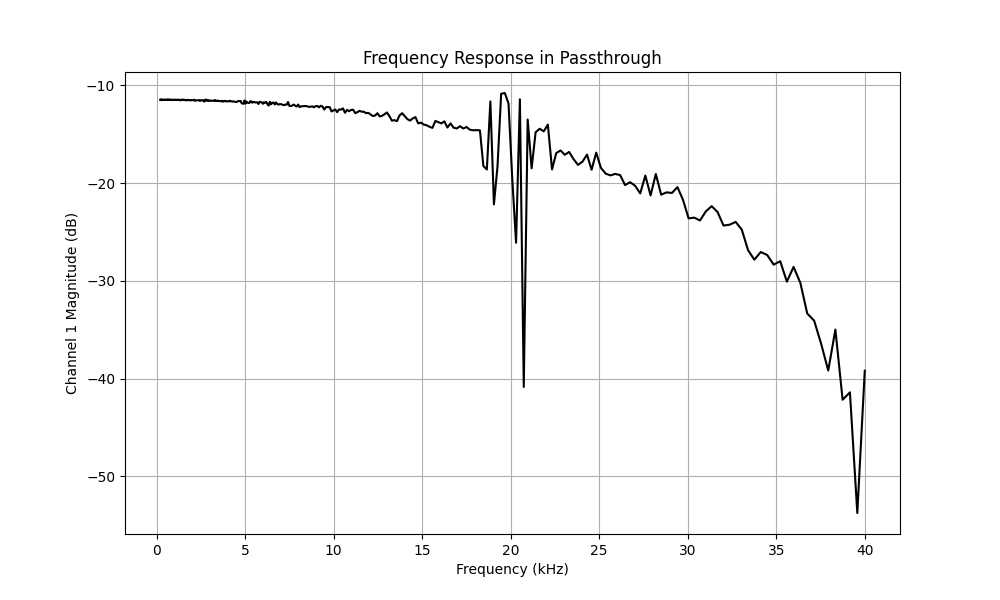 Frequency Response in Passthrough
−10
−20
−30
−40
−50
Channel 1 Magnitude (dB)
0 5 10 15 20 25 30 35 40
Frequency (kHz)